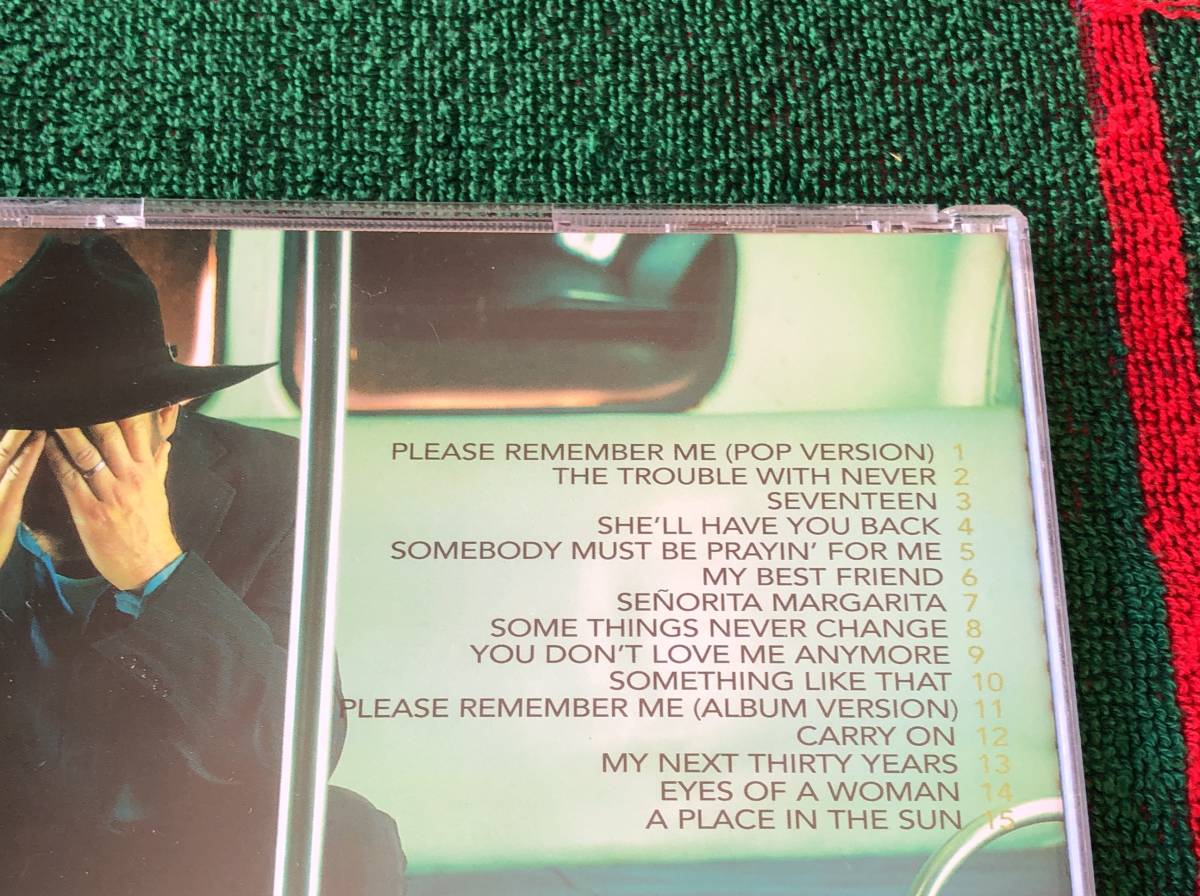 PLEASE REMEMBER ME (POP VERSION) 1
THE TROUBLE WITH NEVER 2
SEVENTEEN 3
SHE'LL HAVE YOU BACK 4
SOMEBODY MUST BE PRAYIN' FOR ME 5
MY BEST FRIEND 6
SEÑORITA MARGARITA 7
SOME THINGS NEVER CHANGE 8
YOU DON'T LOVE ME ANYMORE 9
SOMETHING LIKE THAT 10
PLEASE REMEMBER ME (ALBUM VERSION) 11
CARRY ON 12
MY NEXT THIRTY YEARS 13
EYES OF A WOMAN 14
A PLACE IN THE SUN 15